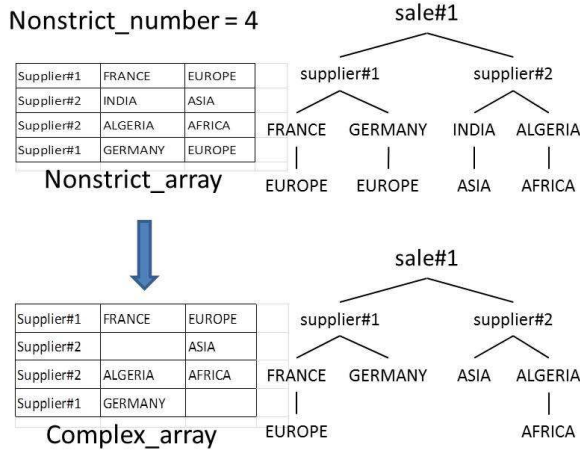 Nonstrict_number = 4
Supplier#1 FRANCE EUROPE
Supplier#2 INDIA ASIA
Supplier#2 ALGERIA AFRICA
Supplier#1 GERMANY EUROPE
Nonstrict_array
sale#1
supplier#1 supplier#2
FRANCE GERMANY INDIA ALGERIA
EUROPE EUROPE ASIA AFRICA
Supplier#1 FRANCE EUROPE
Supplier#2 ASIA
Supplier#2 ALGERIA AFRICA
Supplier#1 GERMANY
Complex_array
sale#1
supplier#1 supplier#2
FRANCE GERMANY ASIA ALGERIA
EUROPE AFRICA